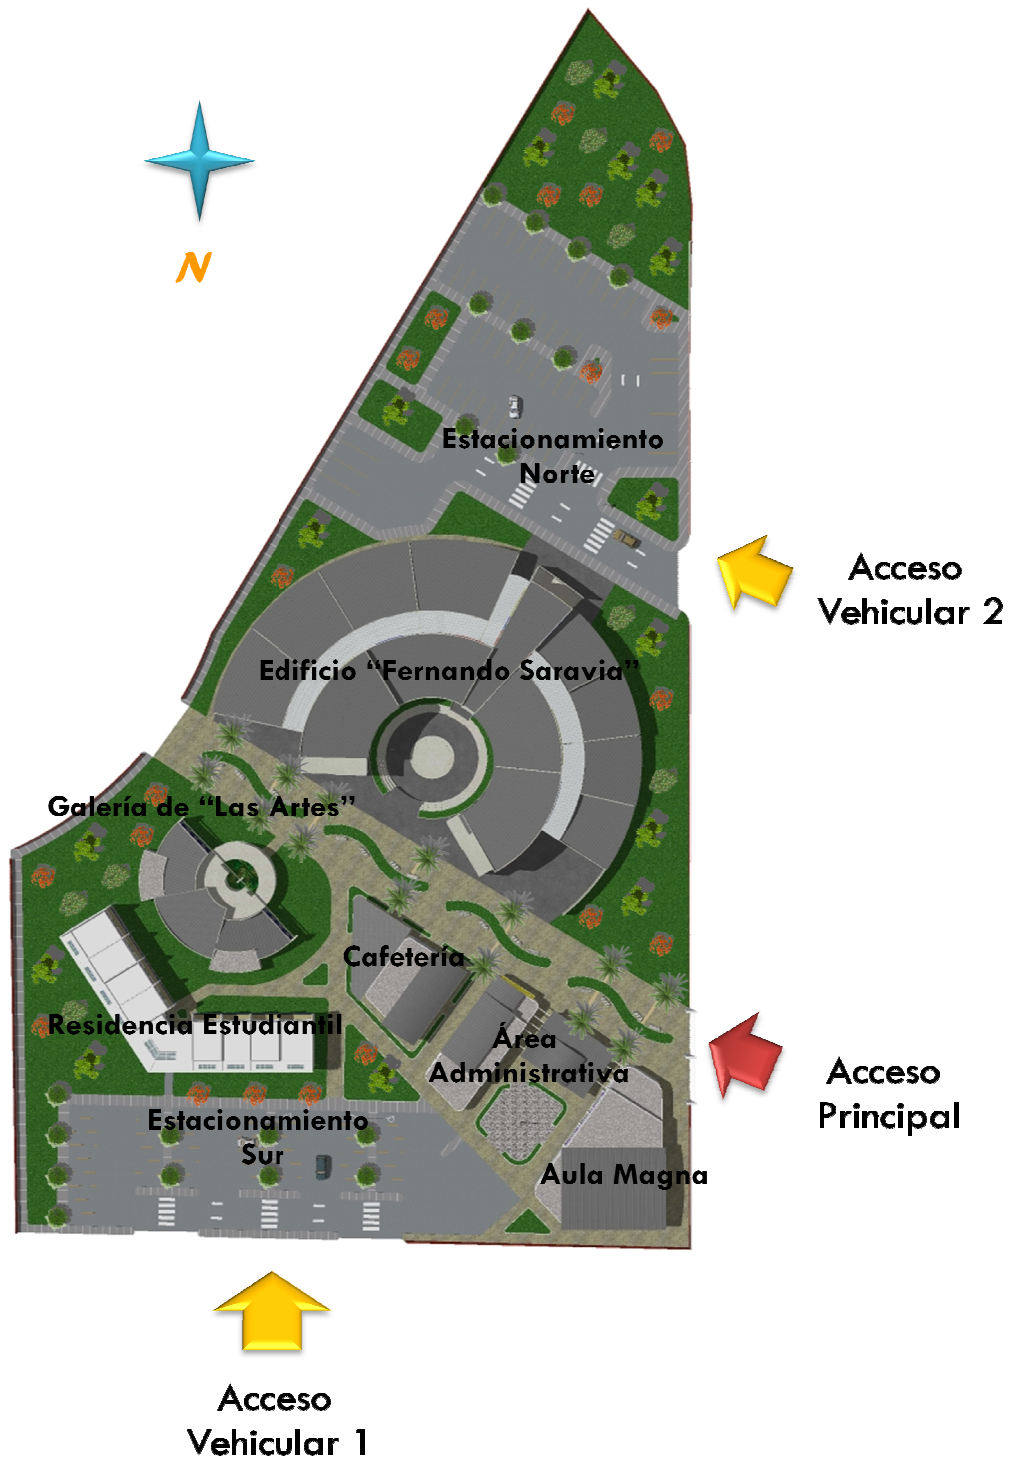 N
Estacionamiento
Norte
Acceso
Vehicular 2
Edificio “Fernando Saravia”
Galería de “Las Artes”
Cafetería
Residencia Estudiantil
Área
Administrativa
Acceso
Principal
Estacionamiento
Sur
Aula Magna
Acceso
Vehicular 1